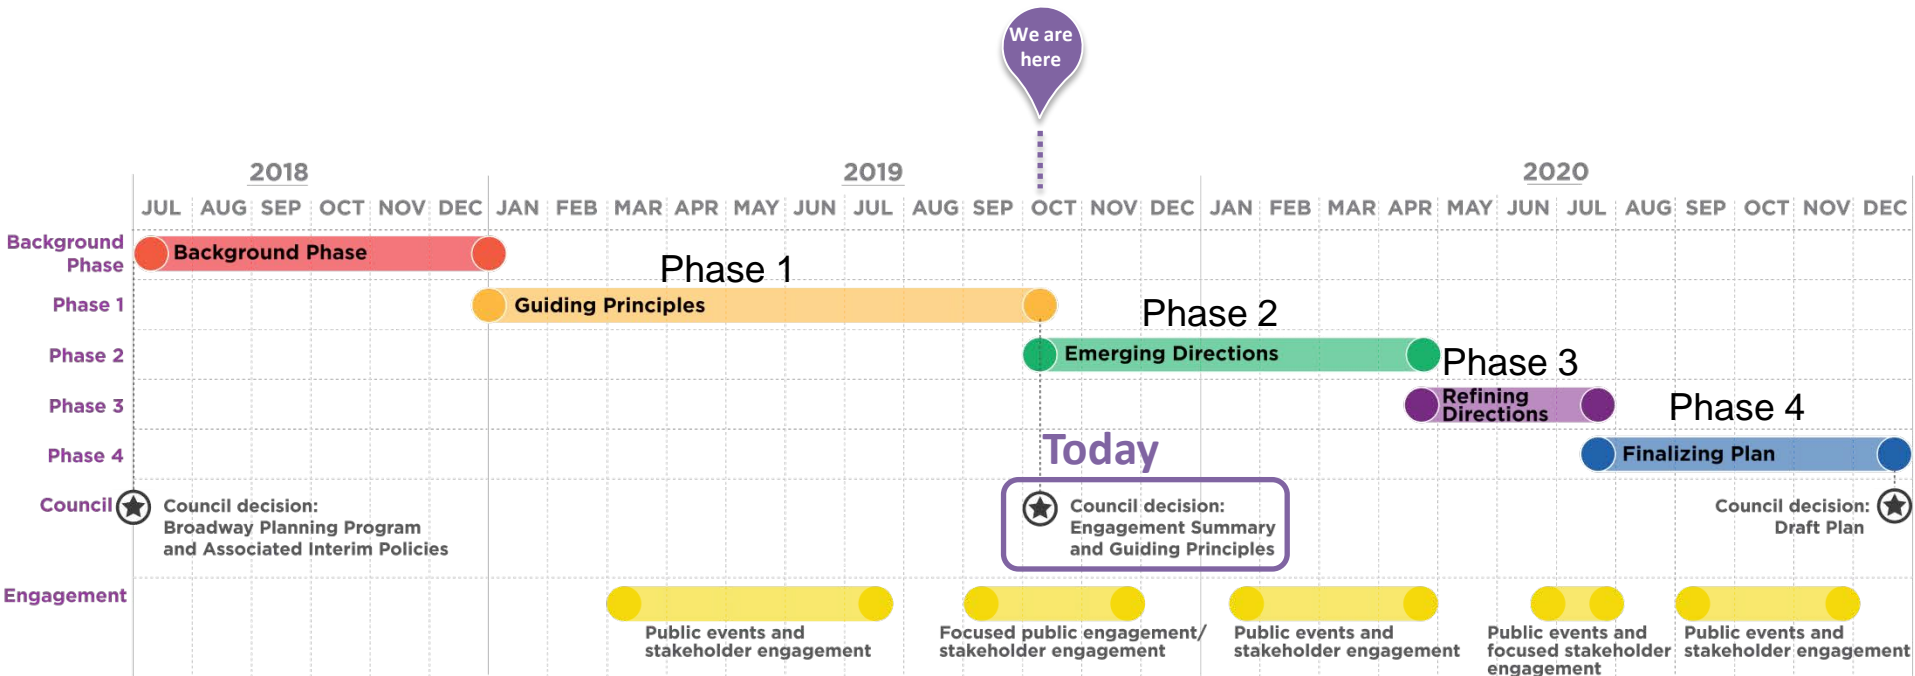 We are
here
2018
2019
2020
JUL AUG SEP OCT NOV DEC JAN FEB MAR APR MAY JUN JUL AUG SEP OCT NOV DEC JAN FEB MAR APR MAY JUN JUL AUG SEP OCT NOV DEC
Background
Phase
Background Phase
Phase 1
Phase 1
Guiding Principles
Phase 2
Phase 2
Emerging Directions
Phase 3
Phase 3
Refining
Directions
Phase 4
Phase 4
Finalizing Plan
Today
Council
Council decision:
Broadway Planning Program
and Associated Interim Policies
Council decision:
Engagement Summary
and Guiding Principles
Council decision:
Draft Plan
Engagement
Public events and
stakeholder engagement
Focused public engagement/
stakeholder engagement
Public events and
stakeholder engagement
Public events and
focused stakeholder
engagement
Public events and
stakeholder engagement